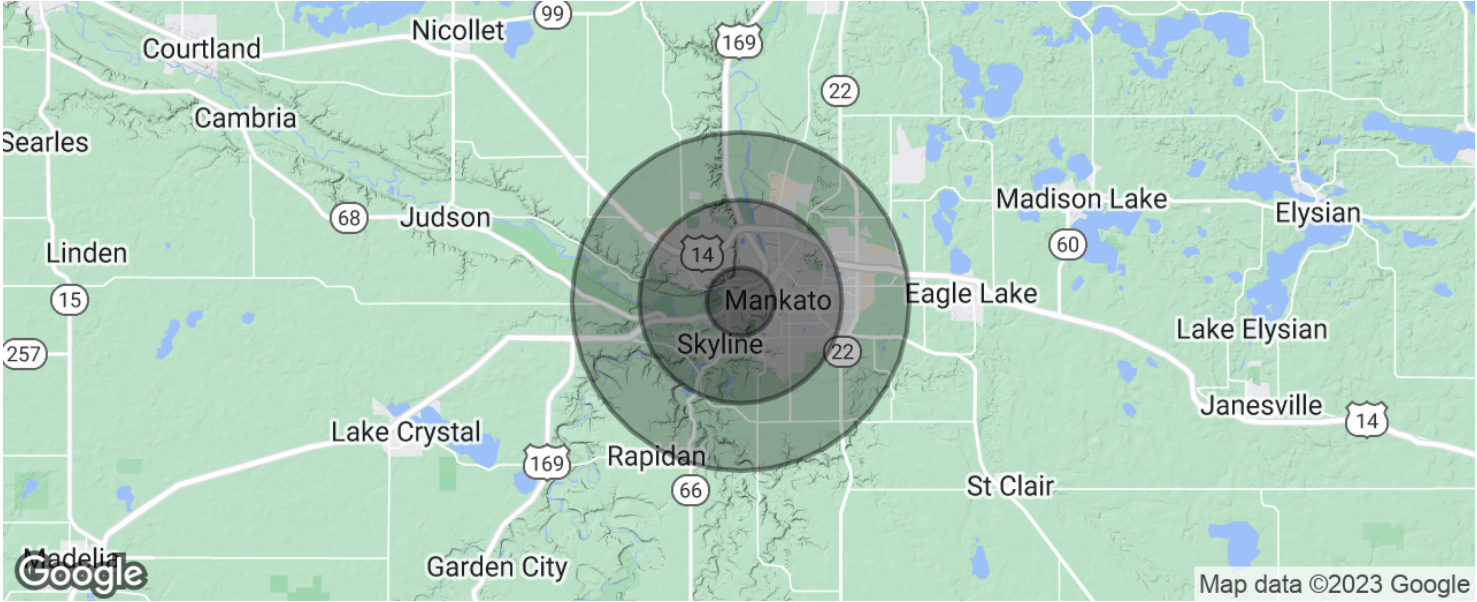 99
Nicollet
169
Courtland
22
Cambria
Searles
Madison Lake
Elysian
68
Judson
60
Linden
14
15
Mankato
Eagle Lake
Lake Elysian
257
Skyline
22
Janesville
14
Lake Crystal
Rapidan
169
66
St Clair
Madelia
Garden City
Google
Map data ©2023 Google